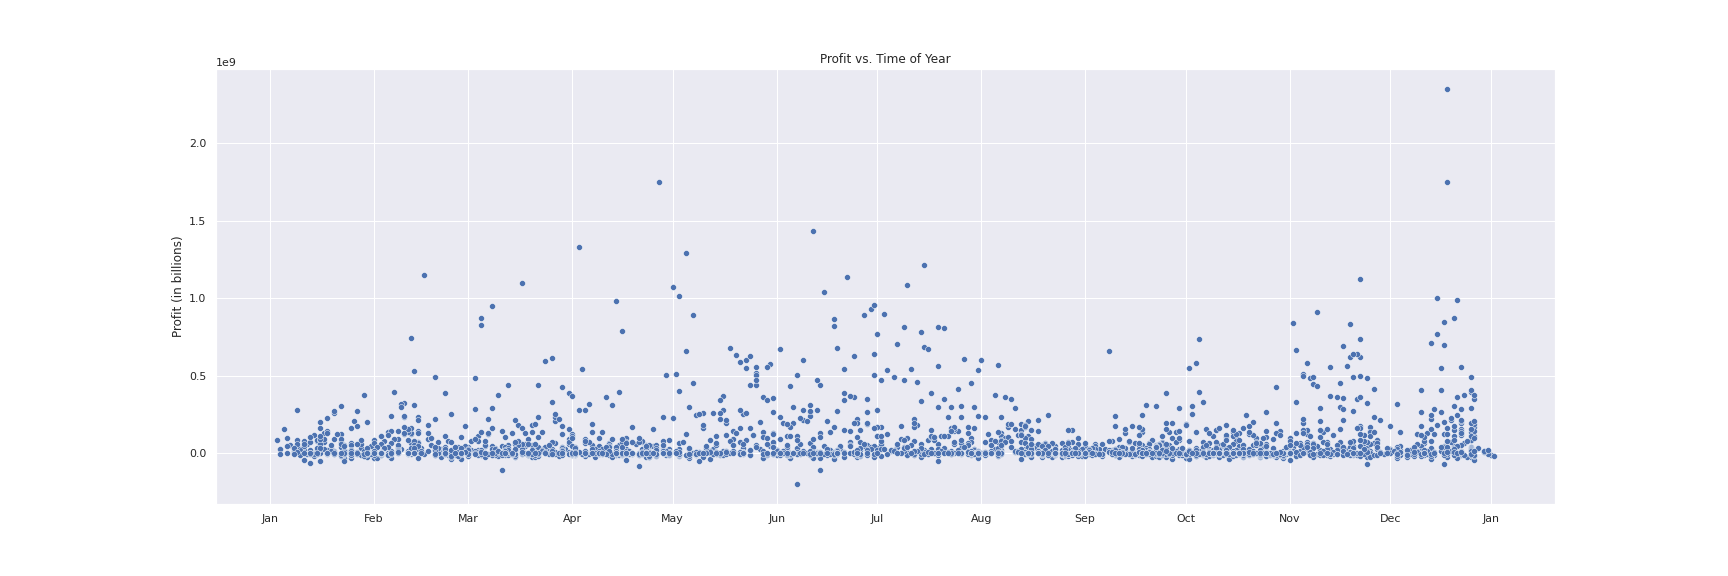 Profit vs. Time of Year
1e9
Profit (in billions)
2.0
1.5
1.0
0.5
0.0
Jan Feb Mar Apr May Jun Jul Aug Sep Oct Nov Dec Jan